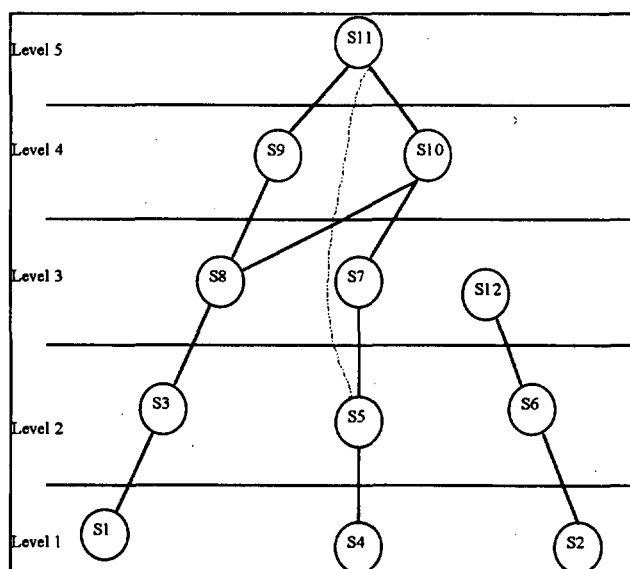 S11
Level 5
Level 4
S9
S10
Level 3
S8
S7
S12
S3
S6
Level 2
S5
S1
Level 1
S4
S2